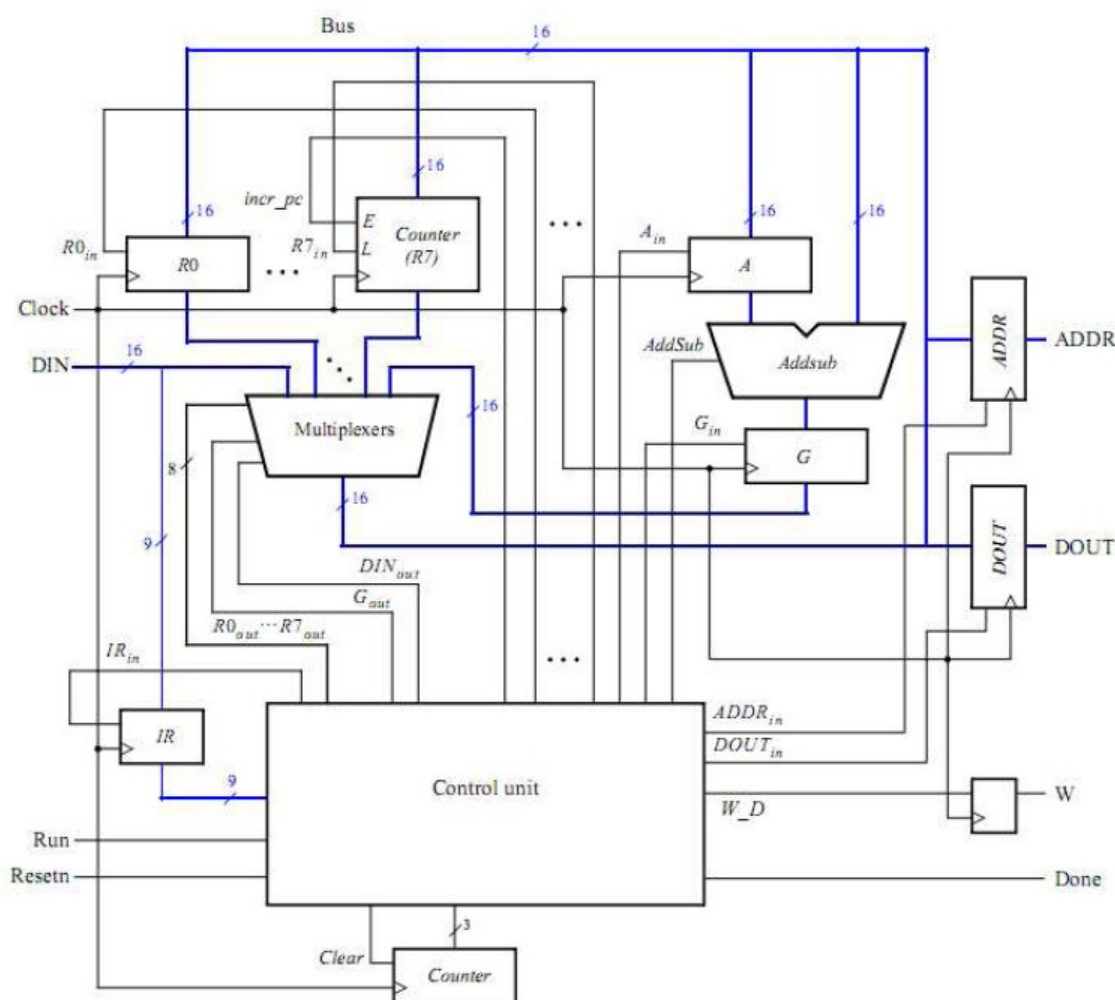 Bus
16
16
incr_pc
16
E
Counter
(R7)
R7in
L
R0in
R0
...
...
Ain
A
16
16
Clock
DIN
16
AddSub
Addsub
ADDR
ADDR
Multiplexers
16
Gin
G
8
16
9
DOUT
DOUT
DINout
Gout
R0out...R7out
IRin
...
IR
ADDRin
DOUTin
9
Control unit
W_D
W
Run
Resetn
Done
3
Clear
Counter